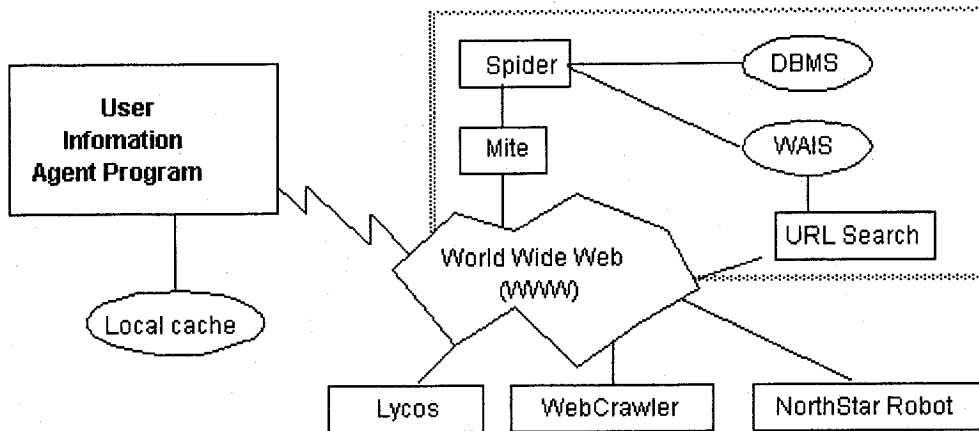 Spider
DBMS
User
Infomation
Agent Program
Mite
WAIS
URL Search
World Wide Web
(WWW)
Local cache
Lycos
WebCrawler
NorthStar Robot